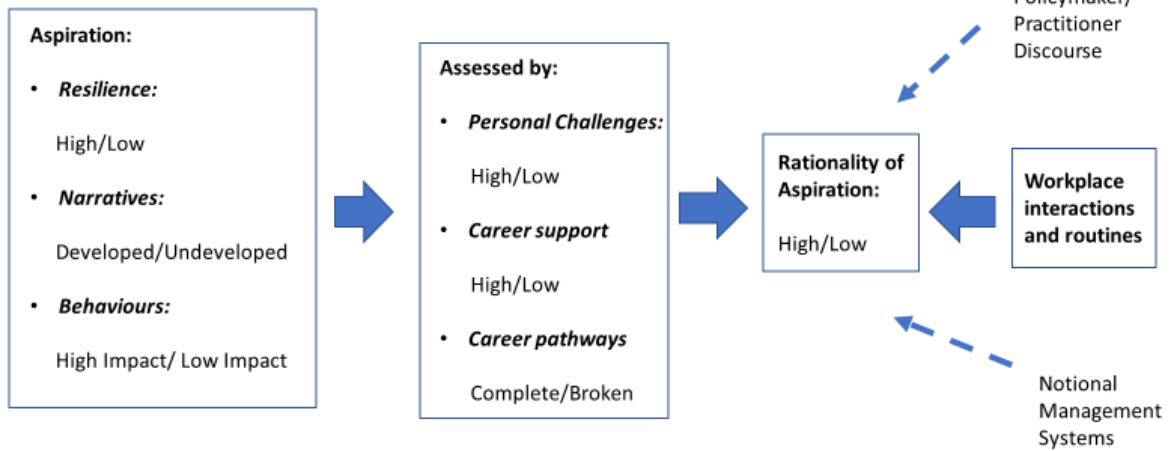 Aspiration:
• Resilience:
High/Low
• Narratives:
Developed/Undeveloped
• Behaviours:
High Impact/ Low Impact
Assessed by:
• Personal Challenges:
High/Low
• Career support
High/Low
• Career pathways
Complete/Broken
Rationality of
Aspiration:
High/Low
Policymaker/
Practitioner
Discourse
Workplace
interactions
and routines
Notional
Management
Systems